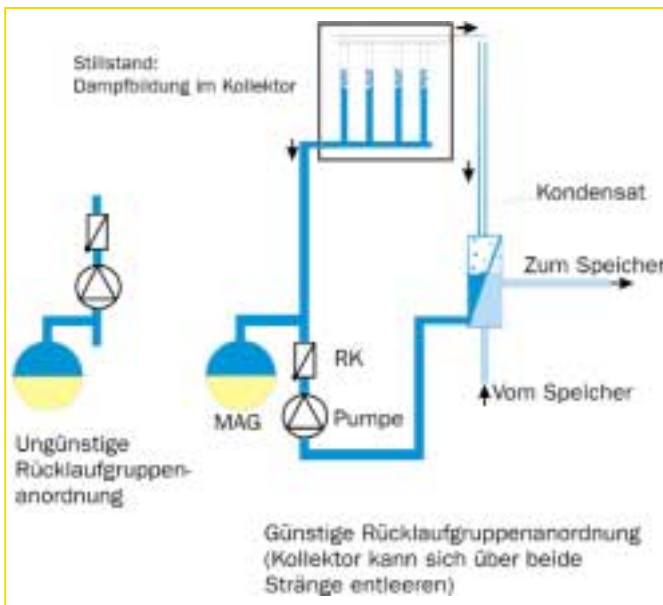 Stillstand:
Dampfbildung im Kollektor
Kondensat
Zum Speicher
RK
MAG
Pumpe
Vom Speicher
Ungünstige
Rücklaufgruppen-
anordnung
Günstige Rücklaufgruppenanordnung
(Kollektor kann sich über beide
Stränge entleeren)